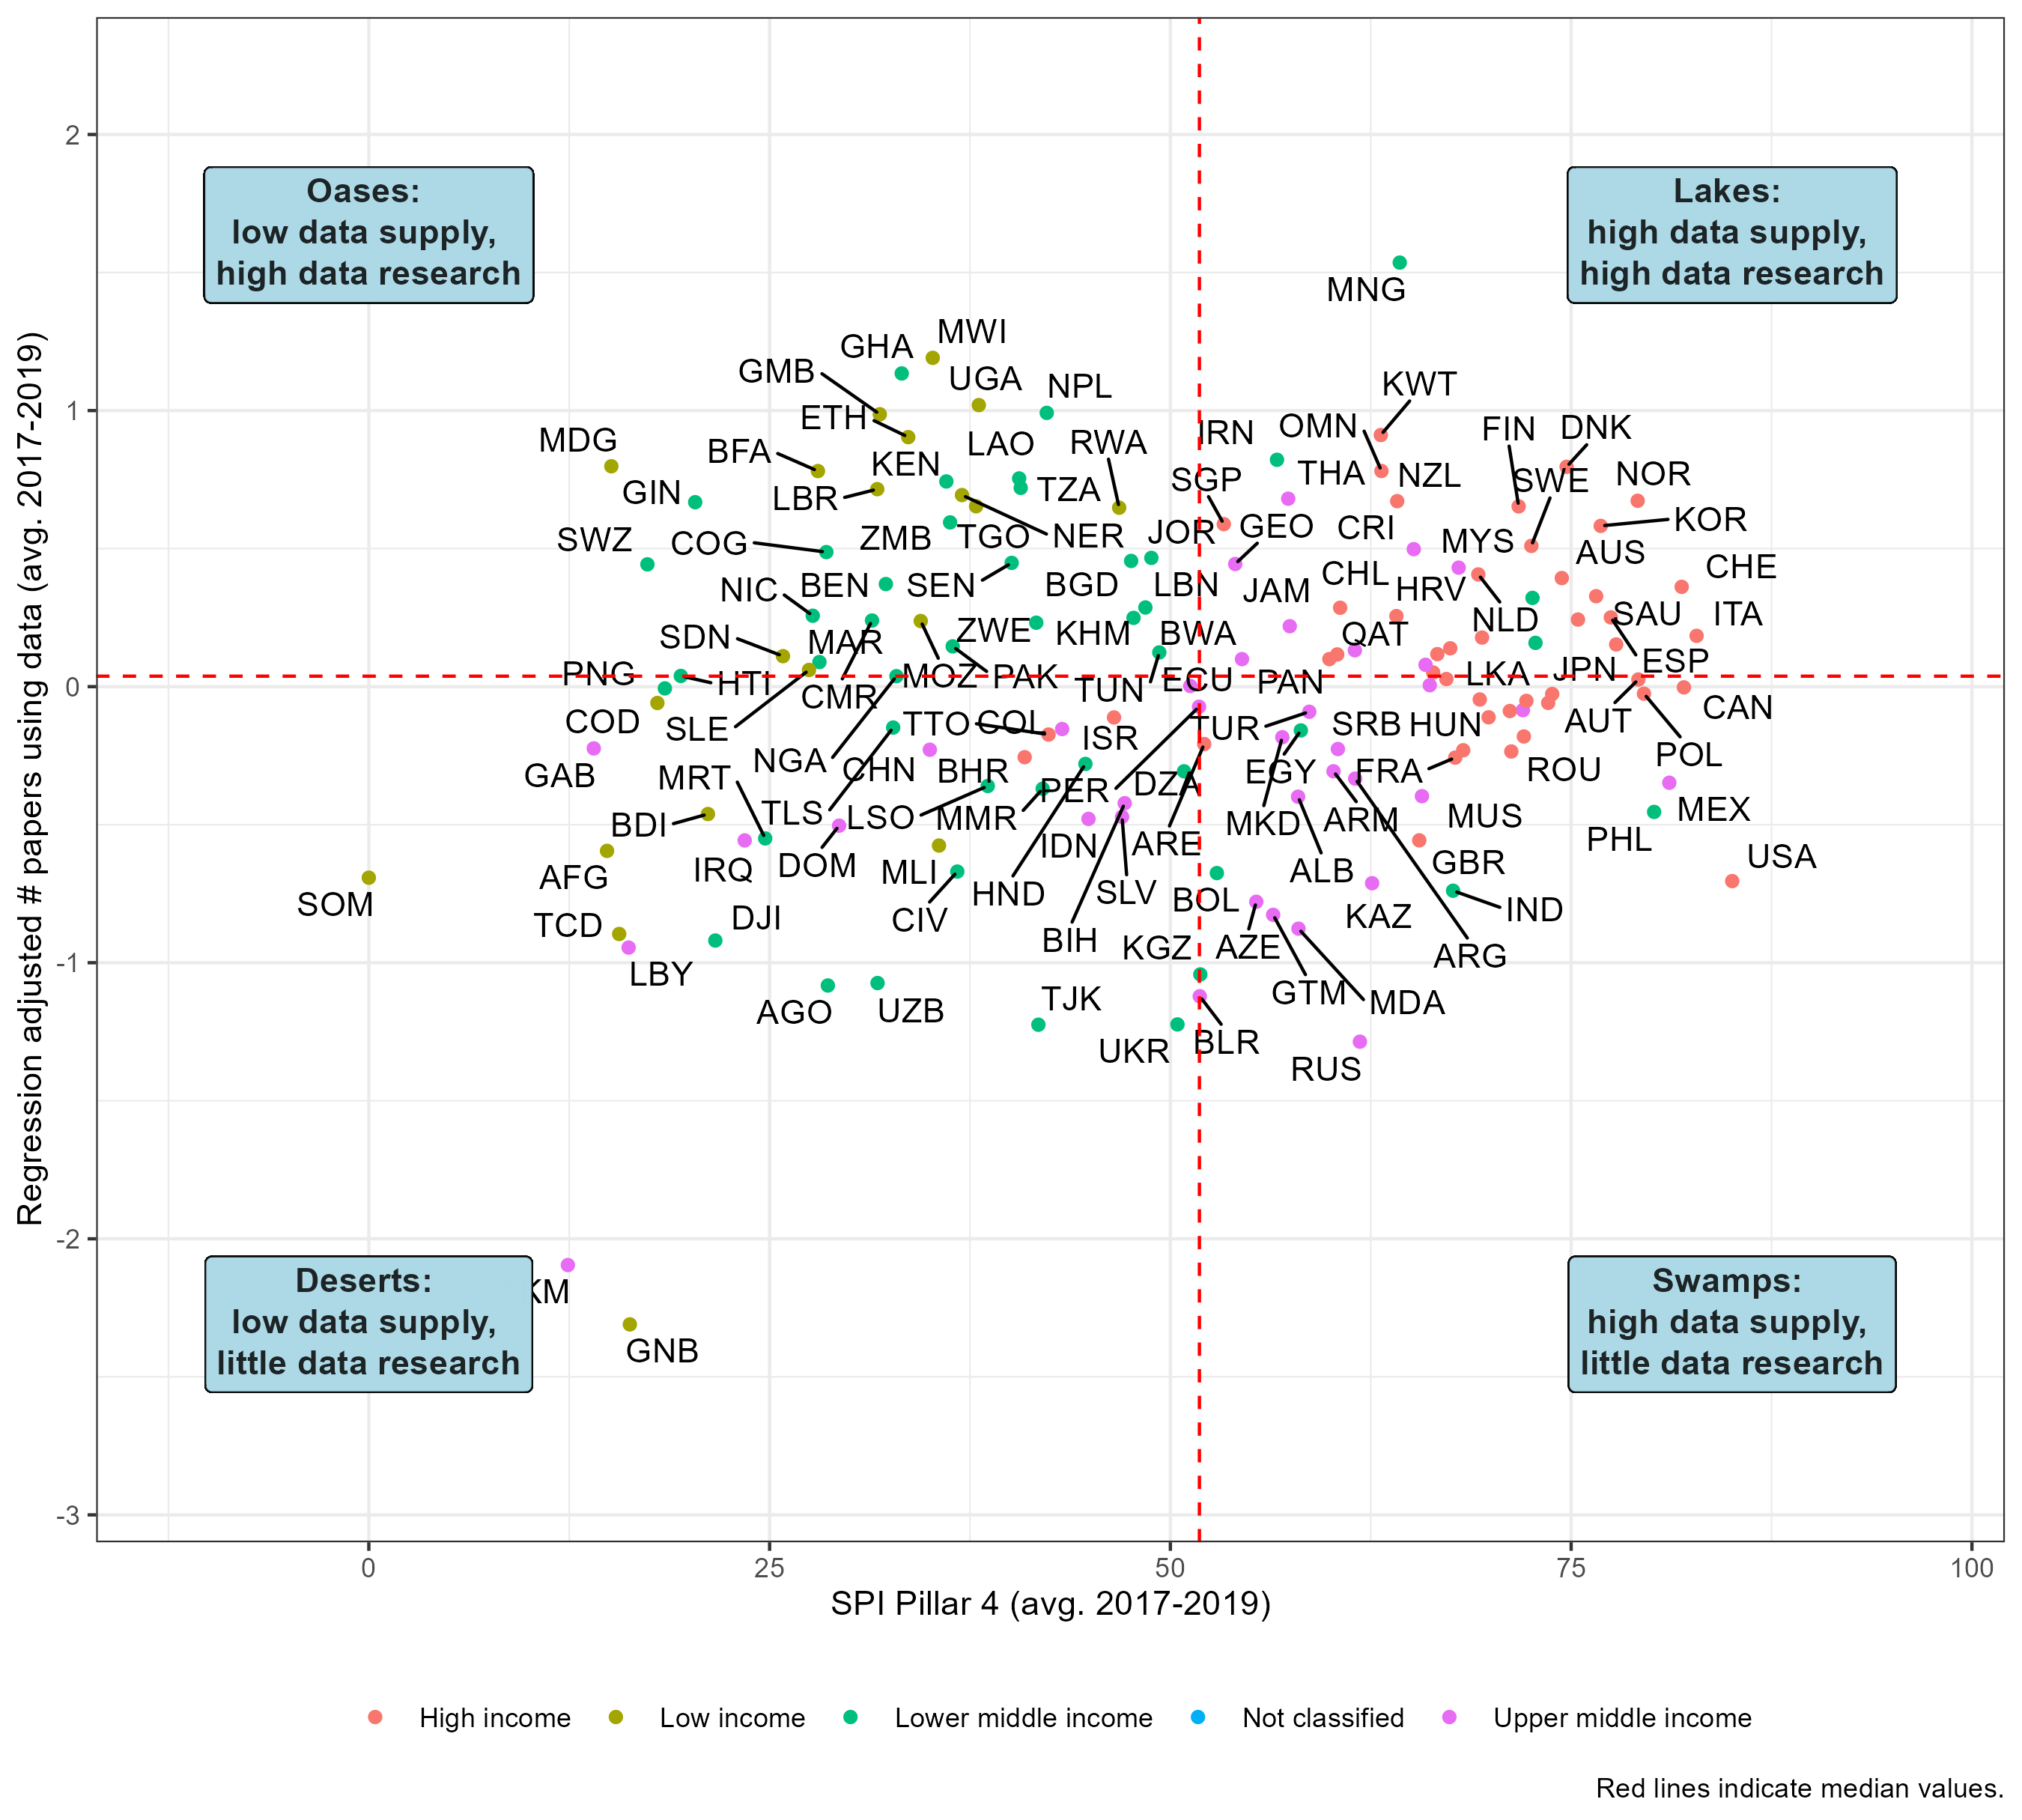 Oases:
low data supply,
high data research
Lakes:
high data supply,
high data research
Deserts:
low data supply,
little data research
Swamps:
high data supply,
little data research
2
1
0
-1
-2
-3
Regression adjusted # papers using data (avg. 2017-2019)
MNG
MWI
GHA
GMB
UGA
NPL
KWT
ETH
OMN
FIN
DNK
MDG
BFA
KEN
LAO
RWA
IRN
THA
NZL
SWE
NOR
GIN
LBR
TZA
SGP
KOR
SWZ
COG
ZMB
TGO
NER
JOR
GEO
CRI
MYS
AUS
CHE
NIC
BEN
SEN
BGD
LBN
JAM
CHL
HRV
NLD
SAU
ITA
SDN
MAR
ZWE
KHM
BWA
QAT
PNG
HTI
CMR
MOZ
PAK
TUN
ECU
PAN
LKA
JPN
ESP
COD
SLE
TTO
COL
ISR
TUR
SRB
HUN
AUT
CAN
GAB
MRT
NGA
CHN
BHR
PER
DZA
EGY
FRA
ROU
POL
BDI
TLS
LSO
MMR
IDN
ARE
MKD
ARM
MUS
PHL
MEX
AFG
IRQ
DOM
MLI
HND
SLV
ALB
GBR
USA
SOM
TCD
DJI
CIV
BIH
BOL
KAZ
IND
LBY
KGZ
AZE
ARG
AGO
UZB
TJK
GTM
MDA
UKR
BLR
RUS
KM
GNB
0
25
50
75
100
SPI Pillar 4 (avg. 2017-2019)
High income
Low income
Lower middle income
Not classified
Upper middle income
Red lines indicate median values.